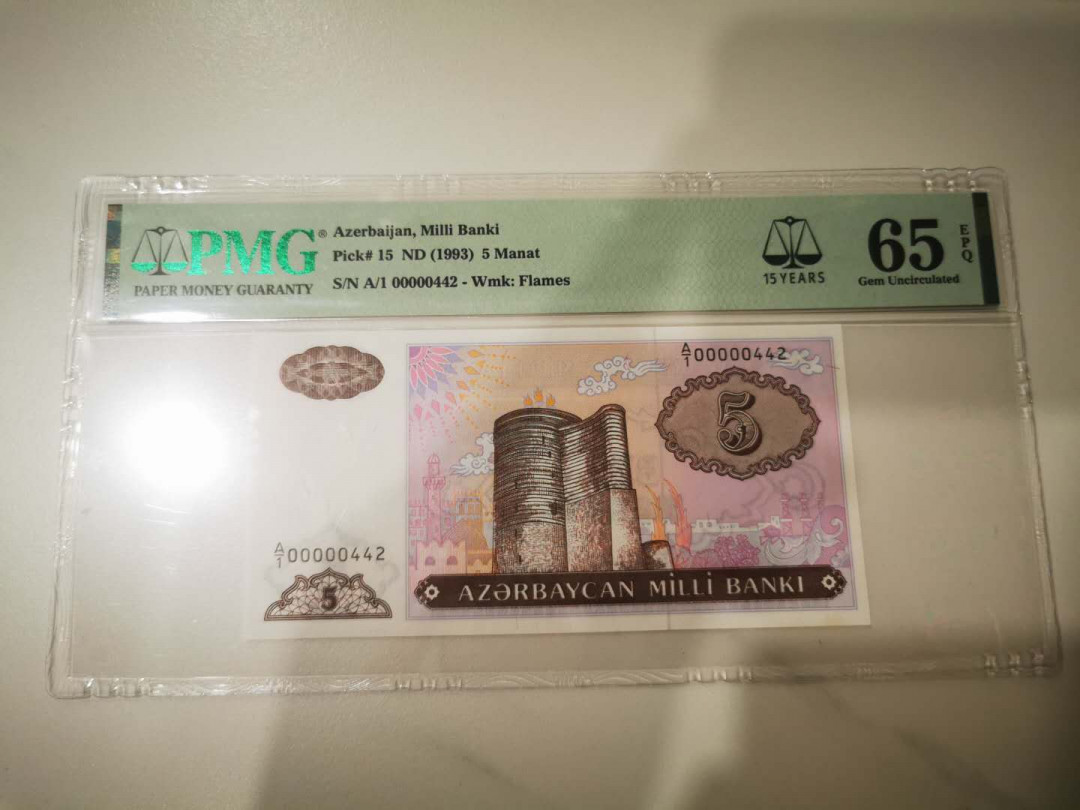 PMG®
PAPER MONEY GUARANTY
Azerbaijan, Milli Banki
Pick# 15 ND (1993) 5 Manat
S/N A/1 00000442 - Wmk: Flames
15 YEARS
65
EPQ
Gem Uncirculated
A/1 00000442
5
A/1 00000442
5
AZƏRBAYCAN MİLLİ BANKI